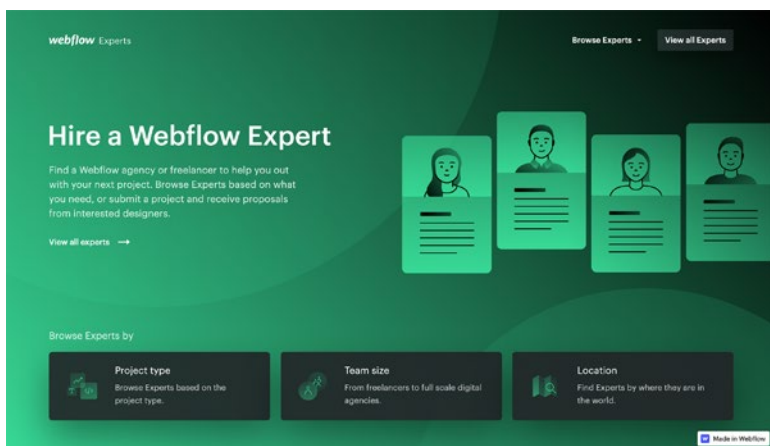 webflow Experts
Browse Experts
View all Experts
Hire a Webflow Expert
Find a Webflow agency or freelancer to help you out
with your next project. Browse Experts based on what
you need, or submit a project and receive proposals
from interested designers.
View all experts →
Browse Experts by
Project type
Browse Experts based on the
project type.
Team size
From freelancers to full scale digital
agencies.
Location
Find Experts by where they are in
the world.
Made in Webflow